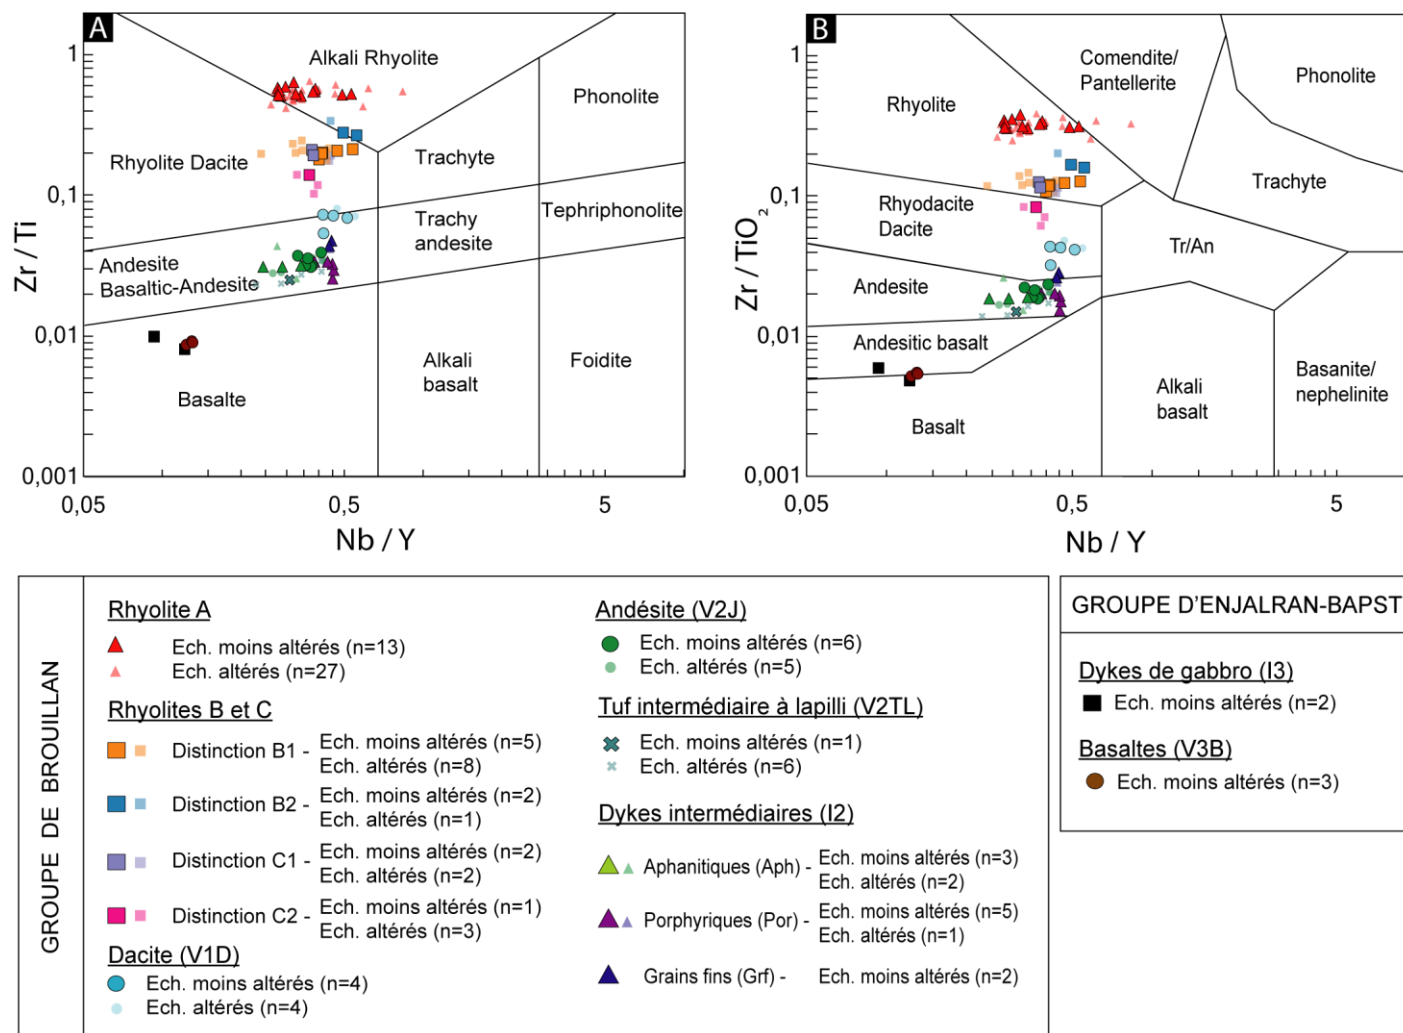 A
1
0,1
0,01
0,001
Zr / Ti
0,05
0,5
5
Nb / Y
Alkali Rhyolite
Phonolite
Rhyolite Dacite
Trachyte
Trachy
andesite
Tephriphonolite
Andesite
Basaltic-Andesite
Basalte
Alkali
basalt
Foidite
B
1
0,1
0,01
0,001
Zr / TiO2
0,05
0,5
5
Nb / Y
Comendite/
Pantellerite
Phonolite
Rhyolite
Trachyte
Rhyodacite
Dacite
Tr/An
Andesite
Andesitic basalt
Basalt
Alkali
basalt
Basanite/
nephelinite
GROUPE DE BROUILLAN
Rhyolite A
Ech. moins altérés (n=13)
Ech. altérés (n=27)
Rhyolites B et C
Distinction B1 - Ech. moins altérés (n=5)
Ech. altérés (n=8)
Distinction B2 - Ech. moins altérés (n=2)
Ech. altérés (n=1)
Distinction C1 - Ech. moins altérés (n=2)
Ech. altérés (n=2)
Distinction C2 - Ech. moins altérés (n=1)
Ech. altérés (n=3)
Dacite (V1D)
Ech. moins altérés (n=4)
Ech. altérés (n=4)
Andésite (V2J)
Ech. moins altérés (n=6)
Ech. altérés (n=5)
Tuf intermédiaire à lapilli (V2TL)
Ech. moins altérés (n=1)
Ech. altérés (n=6)
Dykes intermédiaires (I2)
Aphanitiques (Aph) - Ech. moins altérés (n=3)
Ech. altérés (n=2)
Porphyriques (Por) - Ech. moins altérés (n=5)
Ech. altérés (n=1)
Grains fins (Grf) - Ech. moins altérés (n=2)
GROUPE D'ENJALRAN-BAPST
Dykes de gabbro (I3)
Ech. moins altérés (n=2)
Basaltes (V3B)
Ech. moins altérés (n=3)